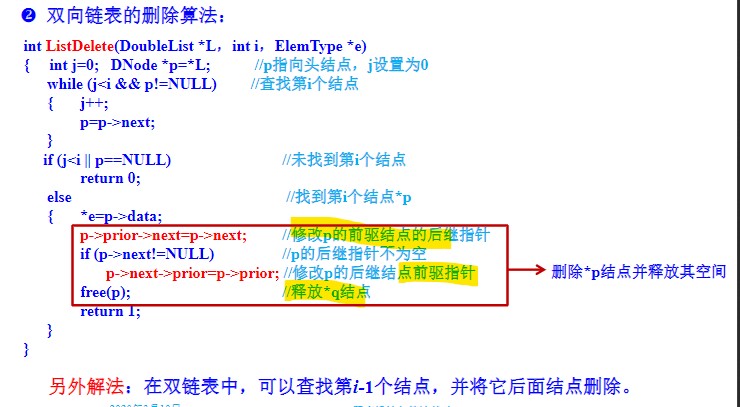 ❷ 双向链表的删除算法：
int ListDelete(DoubleList *L，int i，ElemType *e)
{ int j=0; DNode *p=*L; //p指向头结点，j设置为0
while (j<i && p!=NULL) //查找第i个结点
{ j++;
p=p->next;
}
if (j<i || p==NULL) //未找到第i个结点
return 0;
else //找到第i个结点*p
{ *e=p->data;
p->prior->next=p->next; //修改p的前驱结点的后继指针
if (p->next!=NULL) //p的后继指针不为空
p->next->prior=p->prior; //修改p的后继结点前驱指针
free(p); //释放*q结点
return 1;
}
}
删除*p结点并释放其空间
另外解法：在双链表中，可以查找第i-1个结点，并将它后面结点删除。